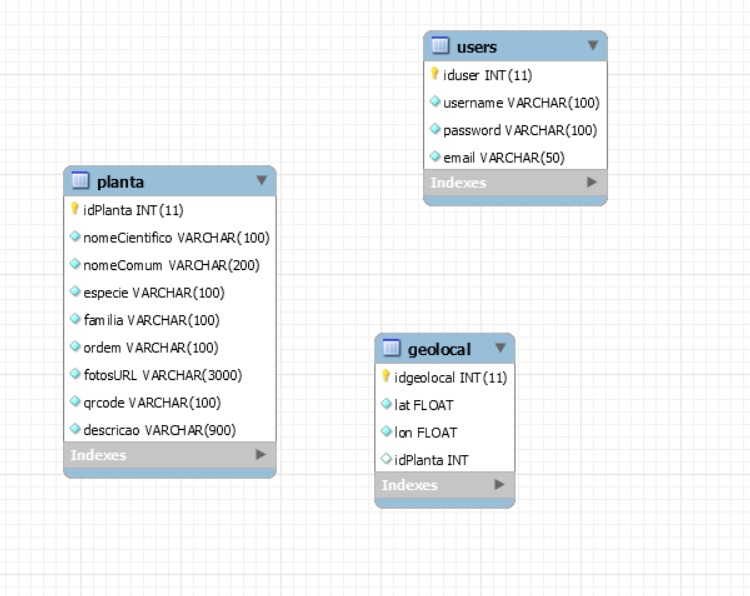 users
iduser INT(11)
username VARCHAR(100)
password VARCHAR(100)
email VARCHAR(50)
Indexes
planta
idPlanta INT(11)
nomeCientifico VARCHAR(100)
nomeComum VARCHAR(200)
especie VARCHAR(100)
familia VARCHAR(100)
ordem VARCHAR(100)
fotosURL VARCHAR(3000)
qrcode VARCHAR(100)
descricao VARCHAR(900)
Indexes
geolocal
idgeolocal INT(11)
lat FLOAT
lon FLOAT
idPlanta INT
Indexes